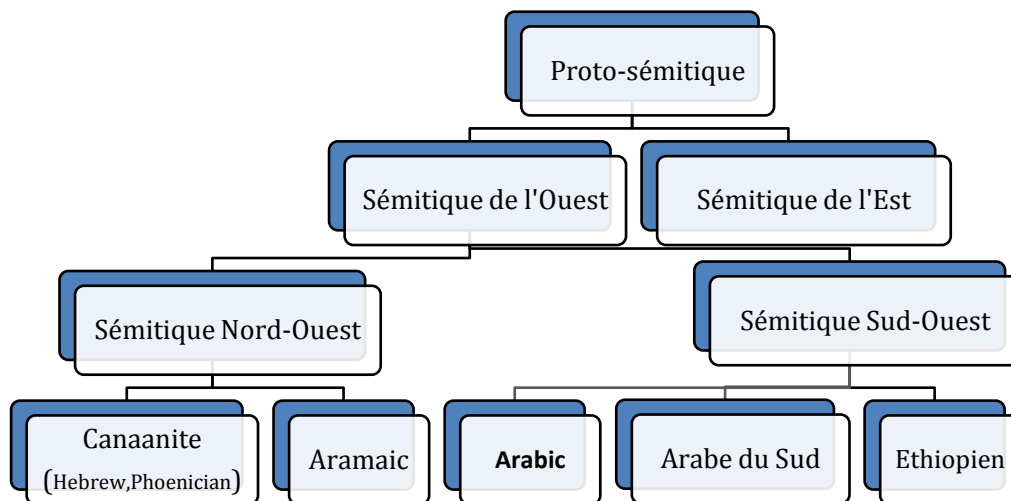 Proto-sémitique
Sémitique de l'Ouest
Sémitique de l'Est
Sémitique Nord-Ouest
Sémitique Sud-Ouest
Canaanite
(Hebrew,Phoenician)
Aramaic
Arabic
Arabe du Sud
Ethiopien